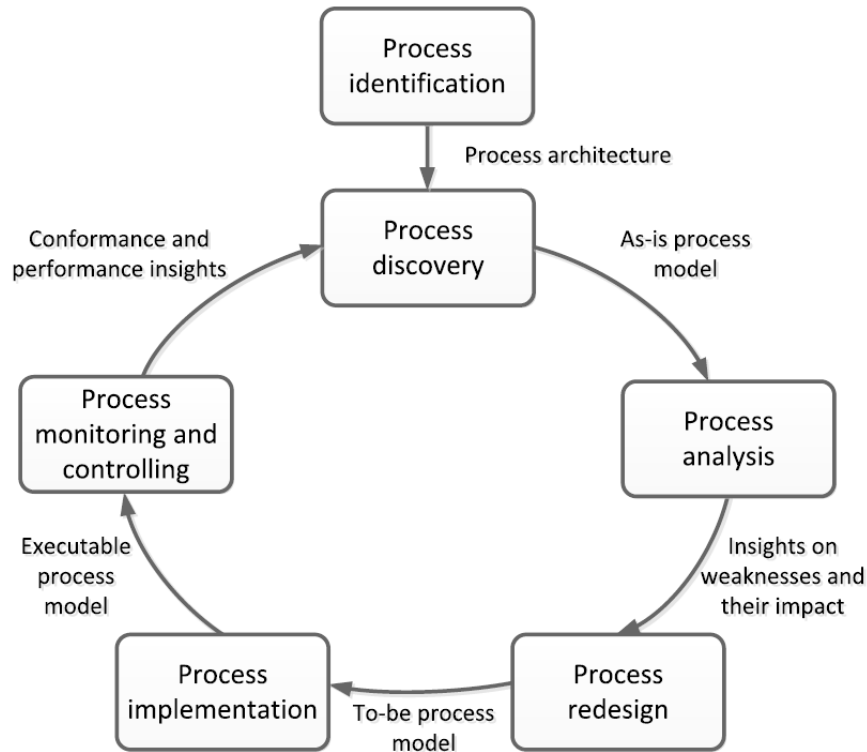 Process
identification
Process architecture
Process
discovery
As-is process
model
Process
analysis
Insights on
weaknesses and
their impact
Process
redesign
To-be process
model
Process
implementation
Executable
process
model
Process
monitoring and
controlling
Conformance and
performance insights